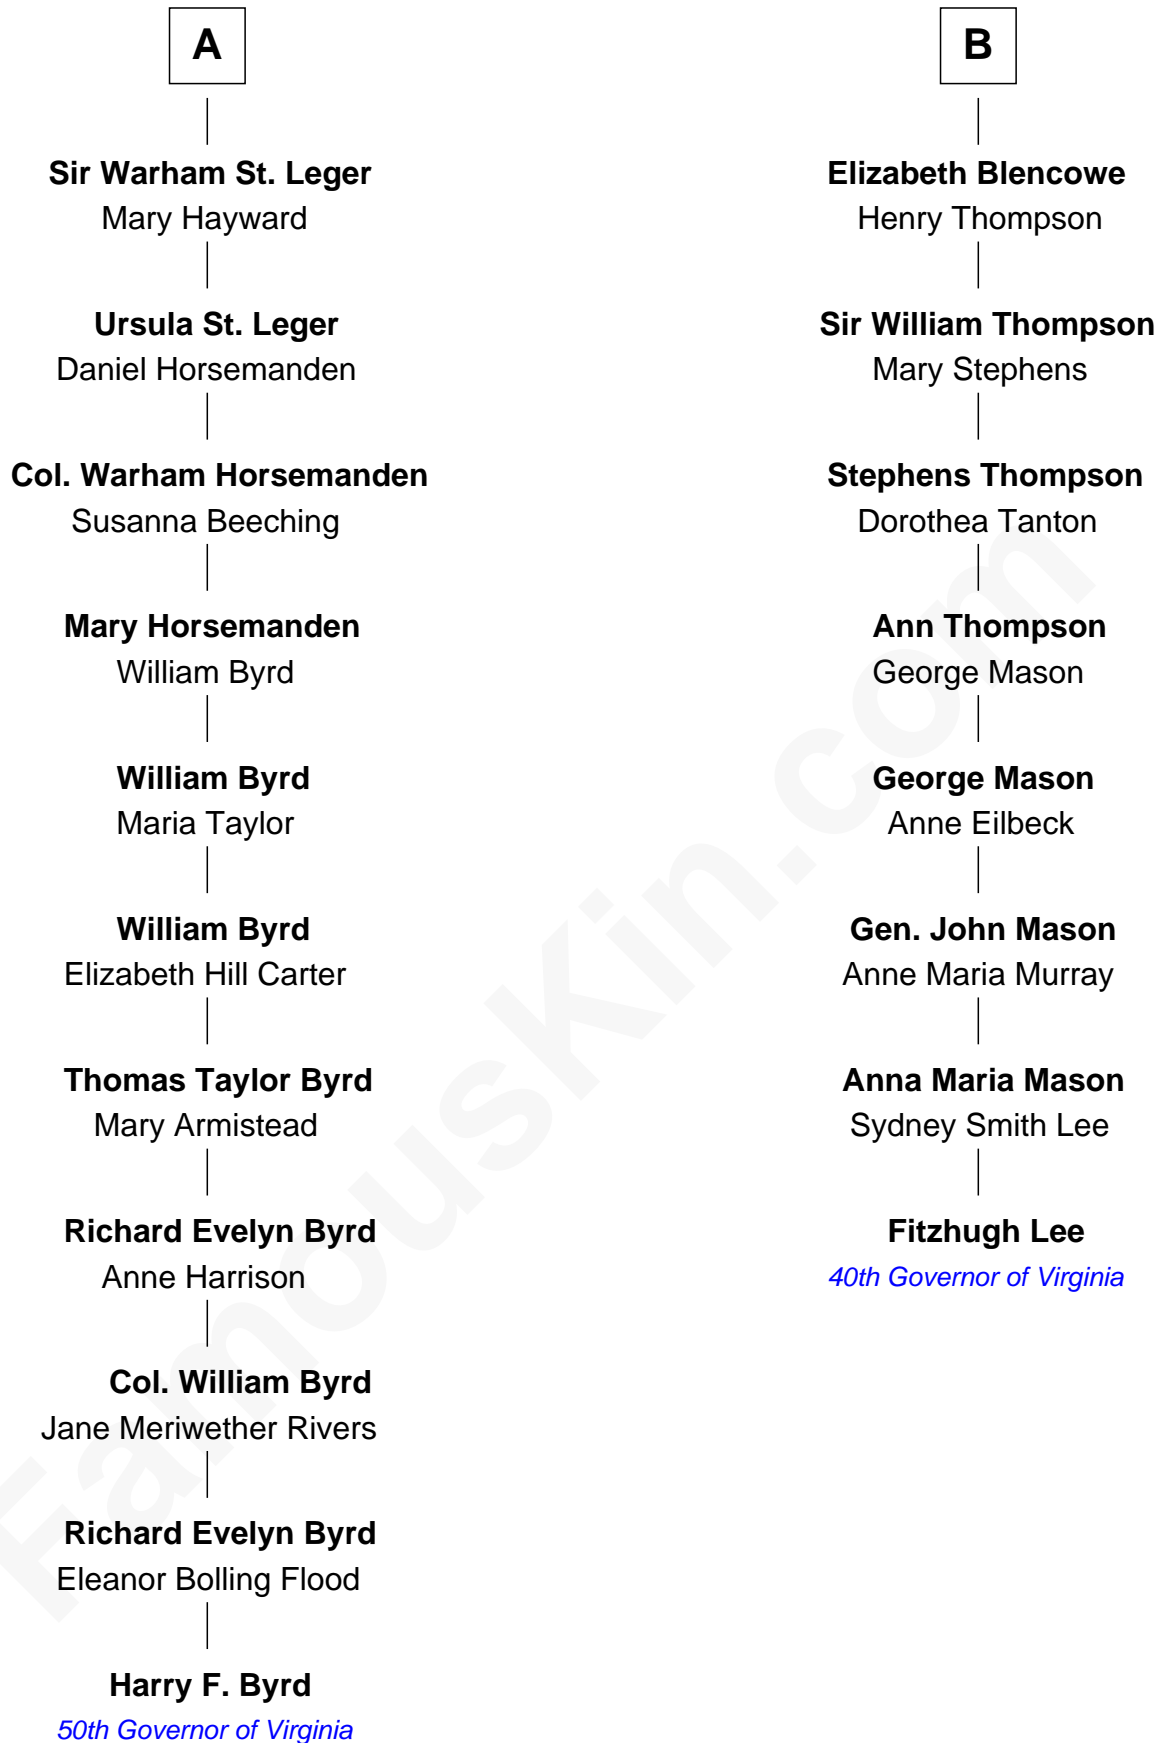 A
Sir Warham St. Leger
Mary Hayward
Ursula St. Leger
Daniel Horsemanden
Col. Warham Horsemanden
Susanna Beeching
Mary Horsemanden
William Byrd
William Byrd
Maria Taylor
William Byrd
Elizabeth Hill Carter
Thomas Taylor Byrd
Mary Armistead
Richard Evelyn Byrd
Anne Harrison
Col. William Byrd
Jane Meriwether Rivers
Richard Evelyn Byrd
Eleanor Bolling Flood
Harry F. Byrd
50th Governor of Virginia
B
Elizabeth Blencowe
Henry Thompson
Sir William Thompson
Mary Stephens
Stephens Thompson
Dorothea Tanton
Ann Thompson
George Mason
George Mason
Anne Eilbeck
Gen. John Mason
Anne Maria Murray
Anna Maria Mason
Sydney Smith Lee
Fitzhugh Lee
40th Governor of Virginia
FamousKin.com